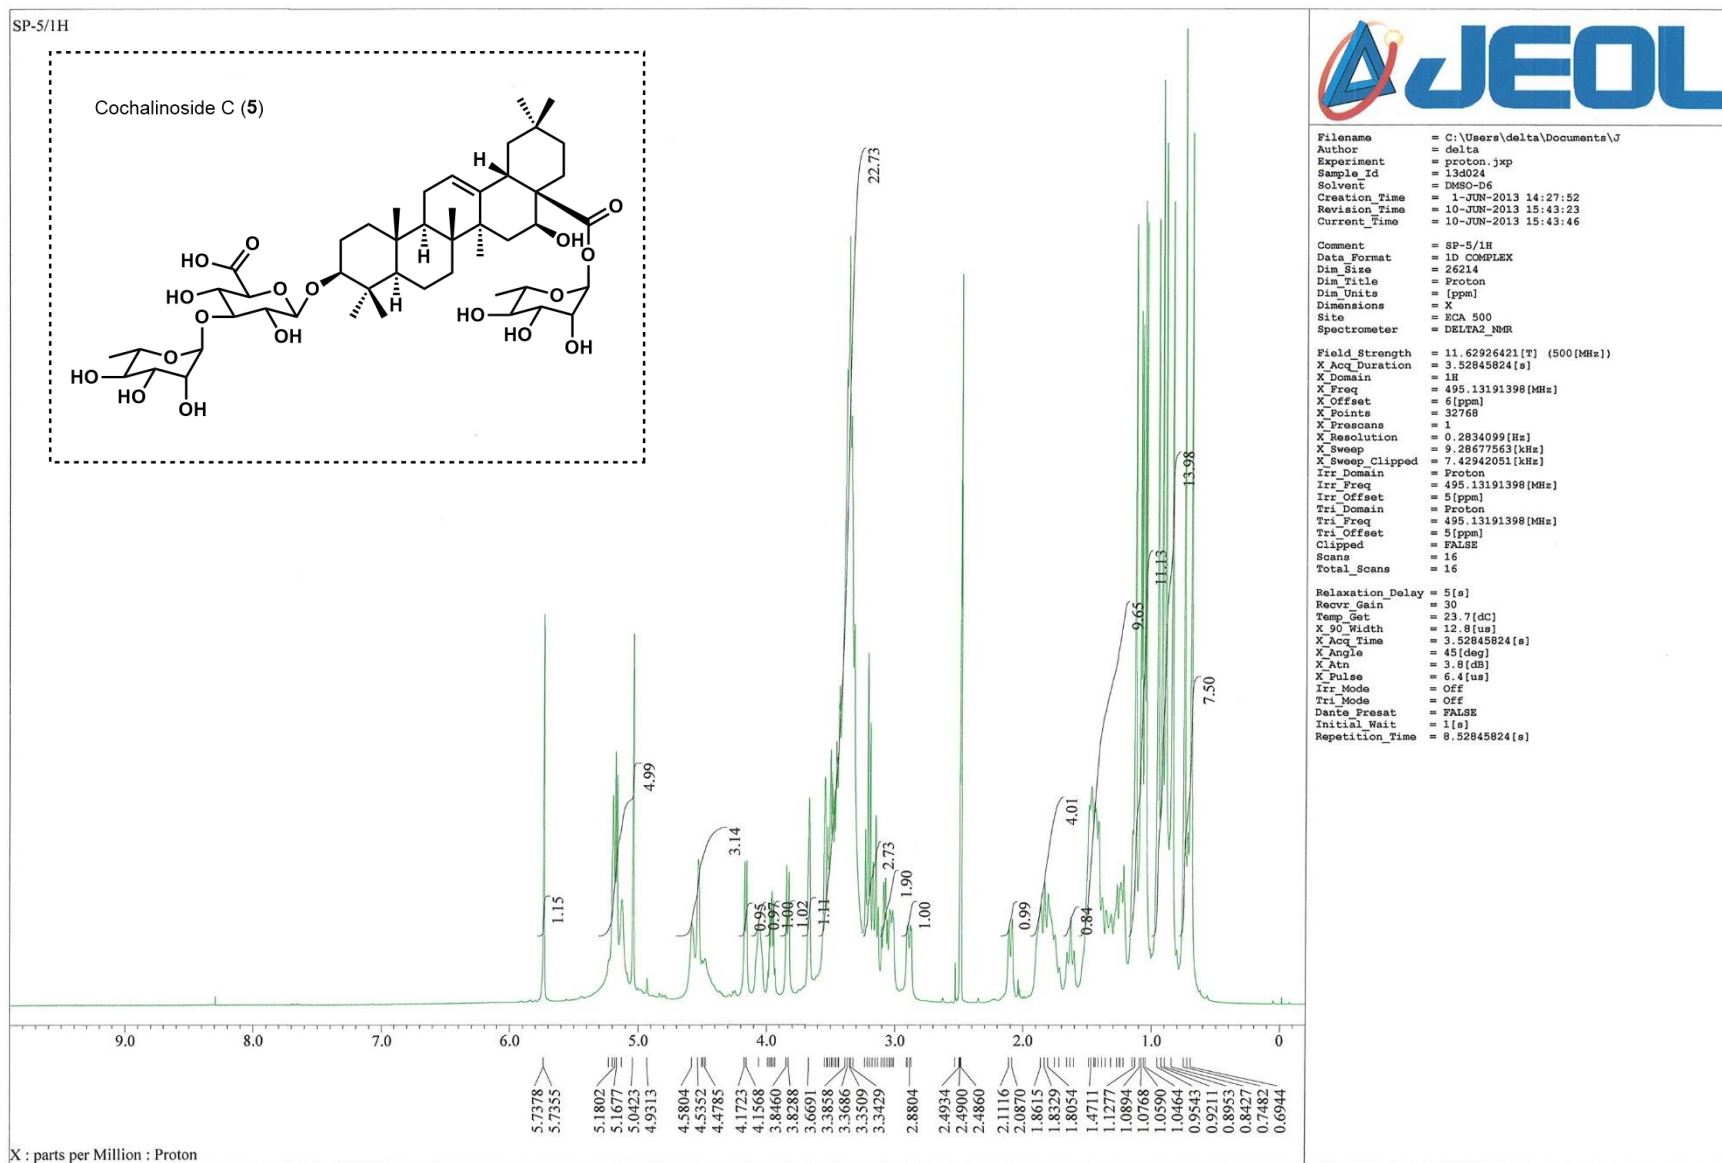 SP-5/1H
Cochalinoside C (5)
H
O
OH
O
H
H
HO
O
HO
O
O
H
O
HO
HO
OH
O
OH
O
HO
HO
OH
JEOL
Filename = C:\Users\delta\Documents\J
Author = delta
Experiment = proton.jxp
Sample_Id = 13d024
Solvent = DMSO-D6
Creation_Time = 1-JUN-2013 14:27:52
Revision_Time = 10-JUN-2013 15:43:23
Current_Time = 10-JUN-2013 15:43:46
Comment = SP-5/1H
Data_Format = 1D COMPLEX
Dim_Size = 26214
Dim_Title = Proton
Dim_Units = [ppm]
Dimensions = X
Site = ECA 500
Spectrometer = DELTA2_NMR
Field_Strength = 11.62926421[T] (500[MHz])
X_Acq_Duration = 3.52845824[s]
X_Domain = 1H
X_Freq = 495.13191398[MHz]
X_Offset = 6[ppm]
X_Points = 32768
X_Prescans = 1
X_Resolution = 0.2834099[Hz]
X_Sweep = 9.28677563[kHz]
X_Sweep_Clipped = 7.42942051[kHz]
Irr_Domain = Proton
Irr_Freq = 495.13191398[MHz]
Irr_Offset = 5[ppm]
Tri_Domain = Proton
Tri_Freq = 495.13191398[MHz]
Tri_Offset = 5[ppm]
Clipped = FALSE
Scans = 16
Total_Scans = 16
Relaxation_Delay = 5[s]
Recvr_Gain = 30
Temp_Get = 23.7[dC]
X_90_Width = 12.8[us]
X_Acq_Time = 3.52845824[s]
X_Angle = 45[deg]
X_Atn = 3.8[dB]
X_Pulse = 6.4[us]
Irr_Mode = Off
Tri_Mode = Off
Dante_Presat = FALSE
Initial_Wait = 1[s]
Repetition_Time = 8.52845824[s]
1.15
4.99
3.14
0.95
0.97
1.00
1.02
1.11
22.73
2.73
1.90
1.00
0.99
4.01
0.84
9.65
11.13
13.98
7.50
9.0 8.0 7.0 6.0 5.0 4.0 3.0 2.0 1.0 0
5.7378
5.7355
5.1802
5.1677
5.0423
4.9313
4.5804
4.5352
4.4785
4.1723
4.1568
3.8460
3.8288
3.6691
3.3858
3.3686
3.3509
3.3429
2.8804
2.4934
2.4900
2.4860
2.1116
2.0870
1.8615
1.8329
1.8054
1.4711
1.1277
1.0894
1.0768
1.0590
1.0464
0.9543
0.9211
0.8953
0.8427
0.7482
0.6944
X : parts per Million : Proton